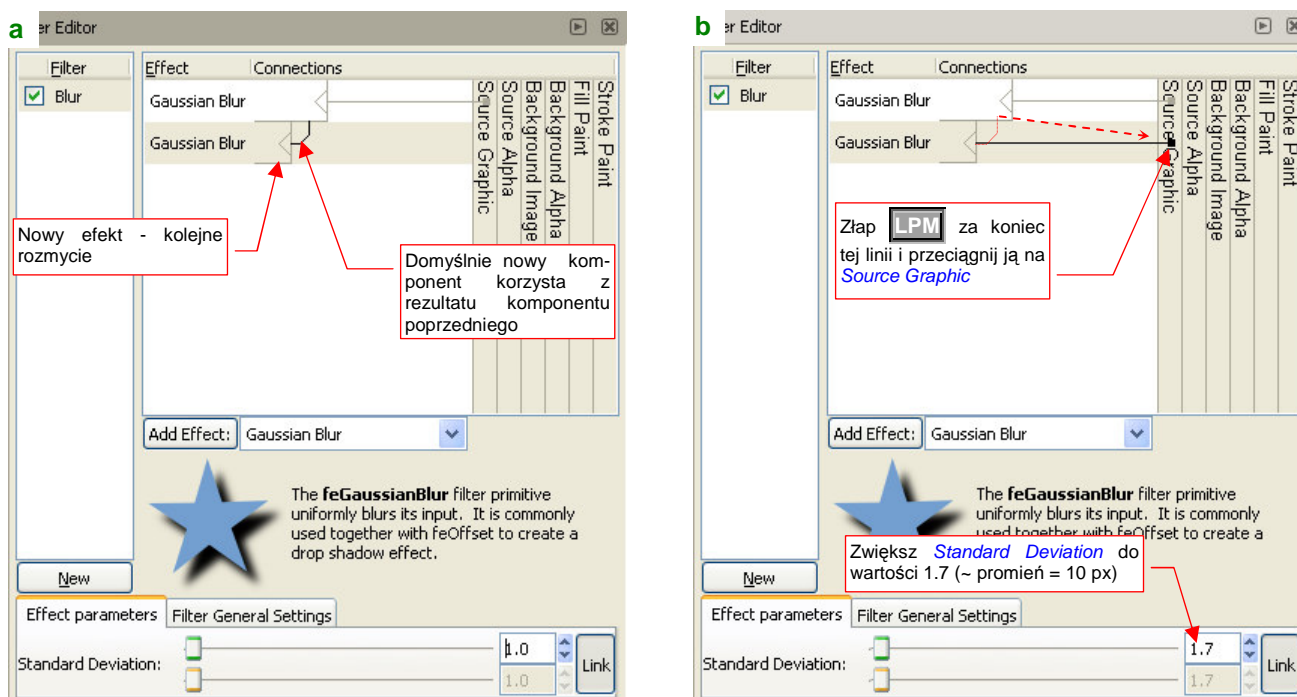 a
er Editor
Filter
Blur
Effect
Connections
Gaussian Blur
Gaussian Blur
Source Graphic
Source Alpha
Background Image
Background Alpha
Fill Paint
Stroke Paint
Nowy efekt - kolejne
rozmycie
Domyślnie nowy kom-
ponent korzysta z
rezultatu komponentu
poprzedniego
Add Effect:
Gaussian Blur
The feGaussianBlur filter primitive
uniformly blurs its input. It is commonly
used together with feOffset to create a
drop shadow effect.
New
Effect parameters
Filter General Settings
Standard Deviation:
1.0
1.0
Link
b
er Editor
Filter
Blur
Effect
Connections
Gaussian Blur
Gaussian Blur
Source Graphic
Source Alpha
Background Image
Background Alpha
Fill Paint
Stroke Paint
Złap LPM za koniec
tej linii i przeciągnij ją na
Source Graphic
Add Effect:
Gaussian Blur
The feGaussianBlur filter primitive
uniformly blurs its input. It is commonly
used together with feOffset to create a
Zwiększ Standard Deviation do
wartości 1.7 (~ promień = 10 px)
New
Effect parameters
Filter General Settings
Standard Deviation:
1.7
1.7
Link